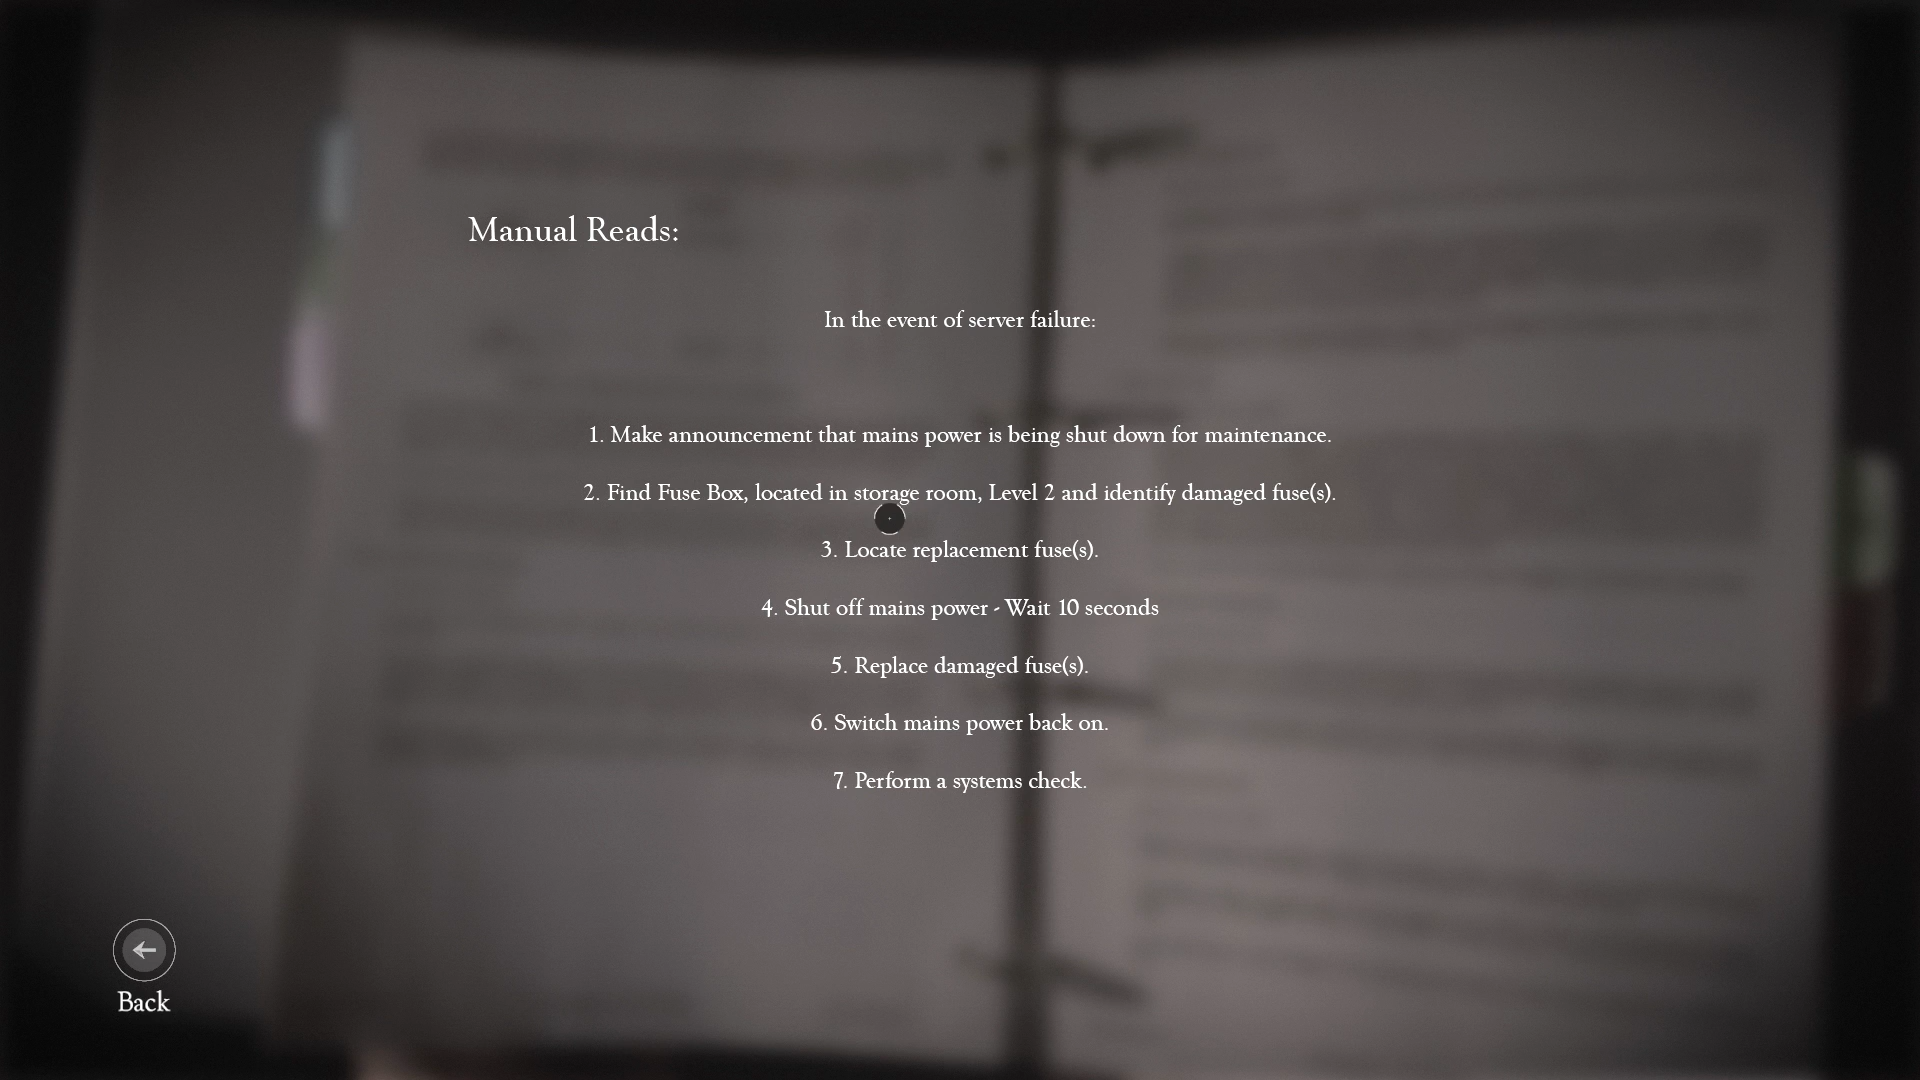 Manual Reads:
In the event of server failure:
1. Make announcement that mains power is being shut down for maintenance.
2. Find Fuse Box, located in storage room, Level 2 and identify damaged fuse(s).
3. Locate replacement fuse(s).
4. Shut off mains power - Wait 10 seconds
5. Replace damaged fuse(s).
6. Switch mains power back on.
7. Perform a systems check.
Back